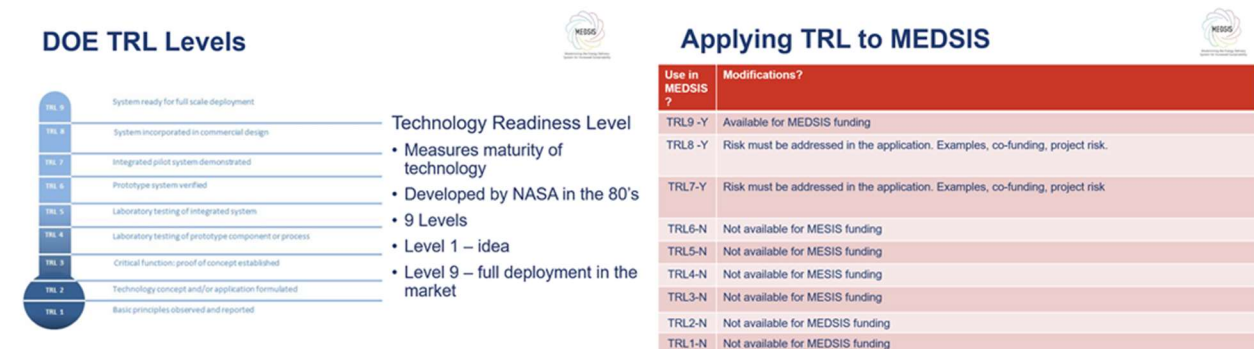 DOE TRL Levels
MEDSIS
TRL 9
System ready for full scale deployment
TRL 8
System incorporated in commercial design
TRL 7
Integrated pilot system demonstrated
TRL 6
Prototype system verified
TRL 5
Laboratory testing of integrated system
TRL 4
Laboratory testing of prototype component or process
TRL 3
Critical function: proof of concept established
TRL 2
Technology concept and/or application formulated
TRL 1
Basic principles observed and reported
Technology Readiness Level
• Measures maturity of
technology
• Developed by NASA in the 80's
• 9 Levels
• Level 1 – idea
• Level 9 – full deployment in the
market
Applying TRL to MEDSIS
MEDSIS
Use in
MEDSIS
?
Modifications?
TRL9 -Y Available for MEDSIS funding
TRL8 -Y Risk must be addressed in the application. Examples, co-funding, project risk.
TRL7-Y Risk must be addressed in the application. Examples, co-funding, project risk
TRL6-N Not available for MESIS funding
TRL5-N Not available for MESIS funding
TRL4-N Not available for MESIS funding
TRL3-N Not available for MESIS funding
TRL2-N Not available for MEDSIS funding
TRL1-N Not available for MEDSIS funding